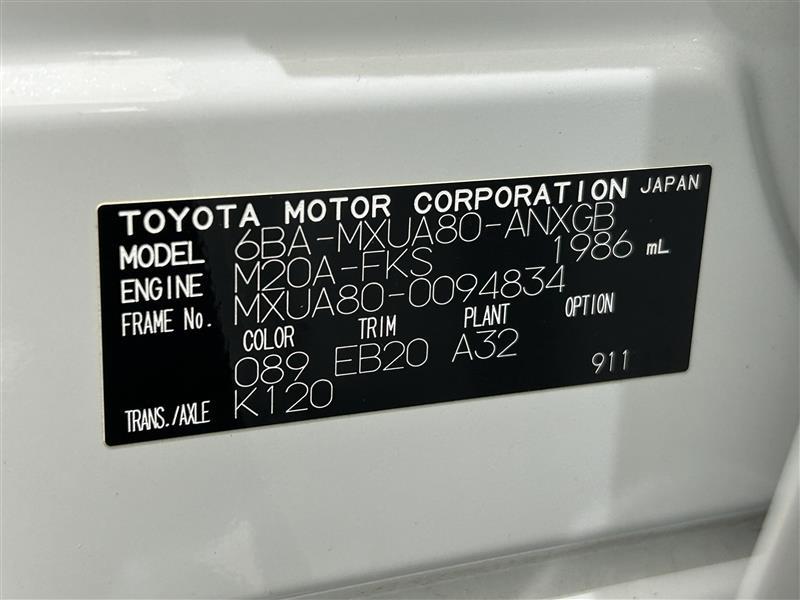 TOYOTA MOTOR CORPORATION JAPAN
MODEL 6BA-MXUA80-ANXGB
ENGINE M20A-FKS 1986 mL
FRAME No. MXUA80-0094834
COLOR TRIM PLANT OPTION
089 EB20 A32
TRANS./AXLE K120 911